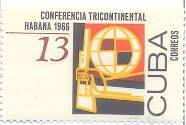 CONFERENCIA TRICONTINENTAL
HABANA 1966
13
CUBA
CORREOS